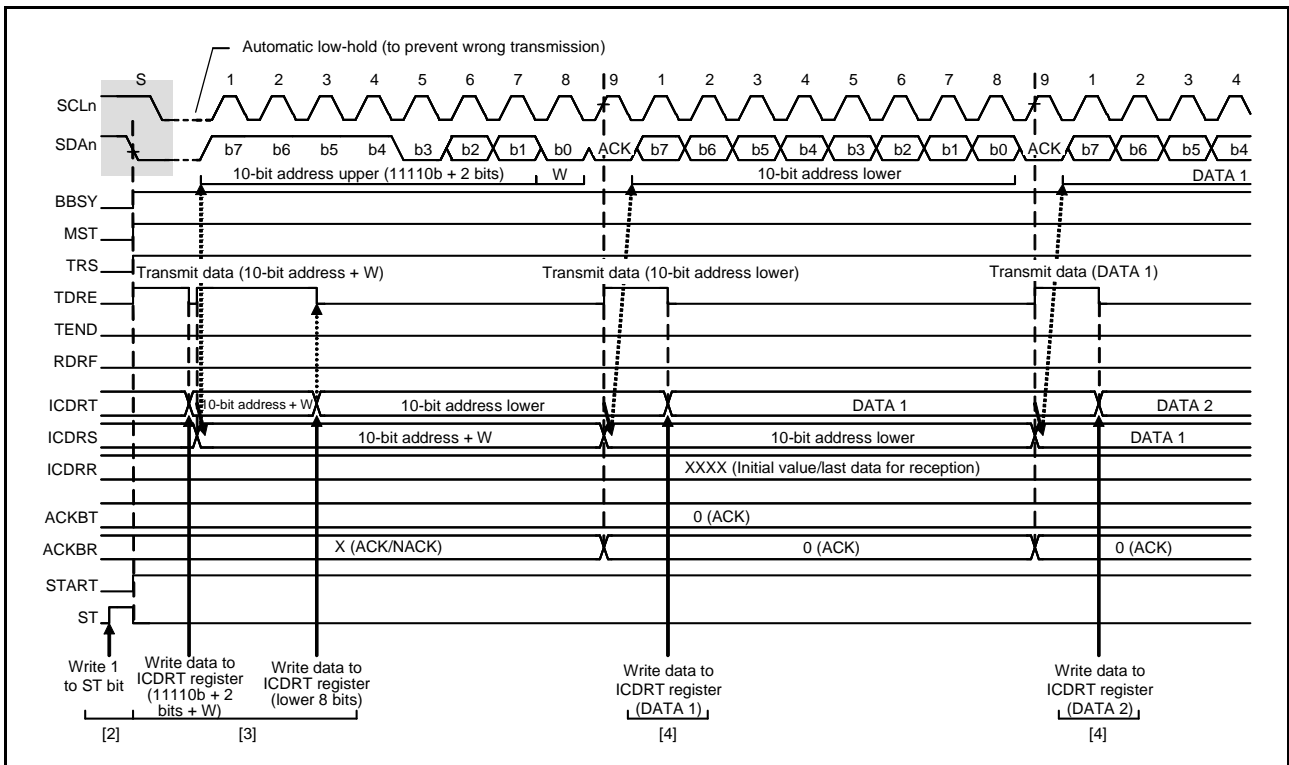 Automatic low-hold (to prevent wrong transmission)
S 1 2 3 4 5 6 7 8 9 1 2 3 4 5 6 7 8 9 1 2 3 4
SCLn
SDAn b7 b6 b5 b4 b3 b2 b1 b0 ACK b7 b6 b5 b4 b3 b2 b1 b0 ACK b7 b6 b5 b4
10-bit address upper (11110b + 2 bits) W 10-bit address lower DATA 1
BBSY
MST
TRS
Transmit data (10-bit address + W) Transmit data (10-bit address lower) Transmit data (DATA 1)
TDRE
TEND
RDRF
ICDRT 10-bit address + W 10-bit address lower DATA 1 DATA 2
ICDRS 10-bit address + W 10-bit address lower DATA 1
ICDRR XXXX (Initial value/last data for reception)
ACKBT 0 (ACK)
ACKBR X (ACK/NACK) 0 (ACK) 0 (ACK)
START
ST
Write 1
to ST bit
Write data to
ICDRT register
(11110b + 2
bits + W)
Write data to
ICDRT register
(lower 8 bits)
Write data to
ICDRT register
(DATA 1)
Write data to
ICDRT register
(DATA 2)
[2] [3] [4] [4]